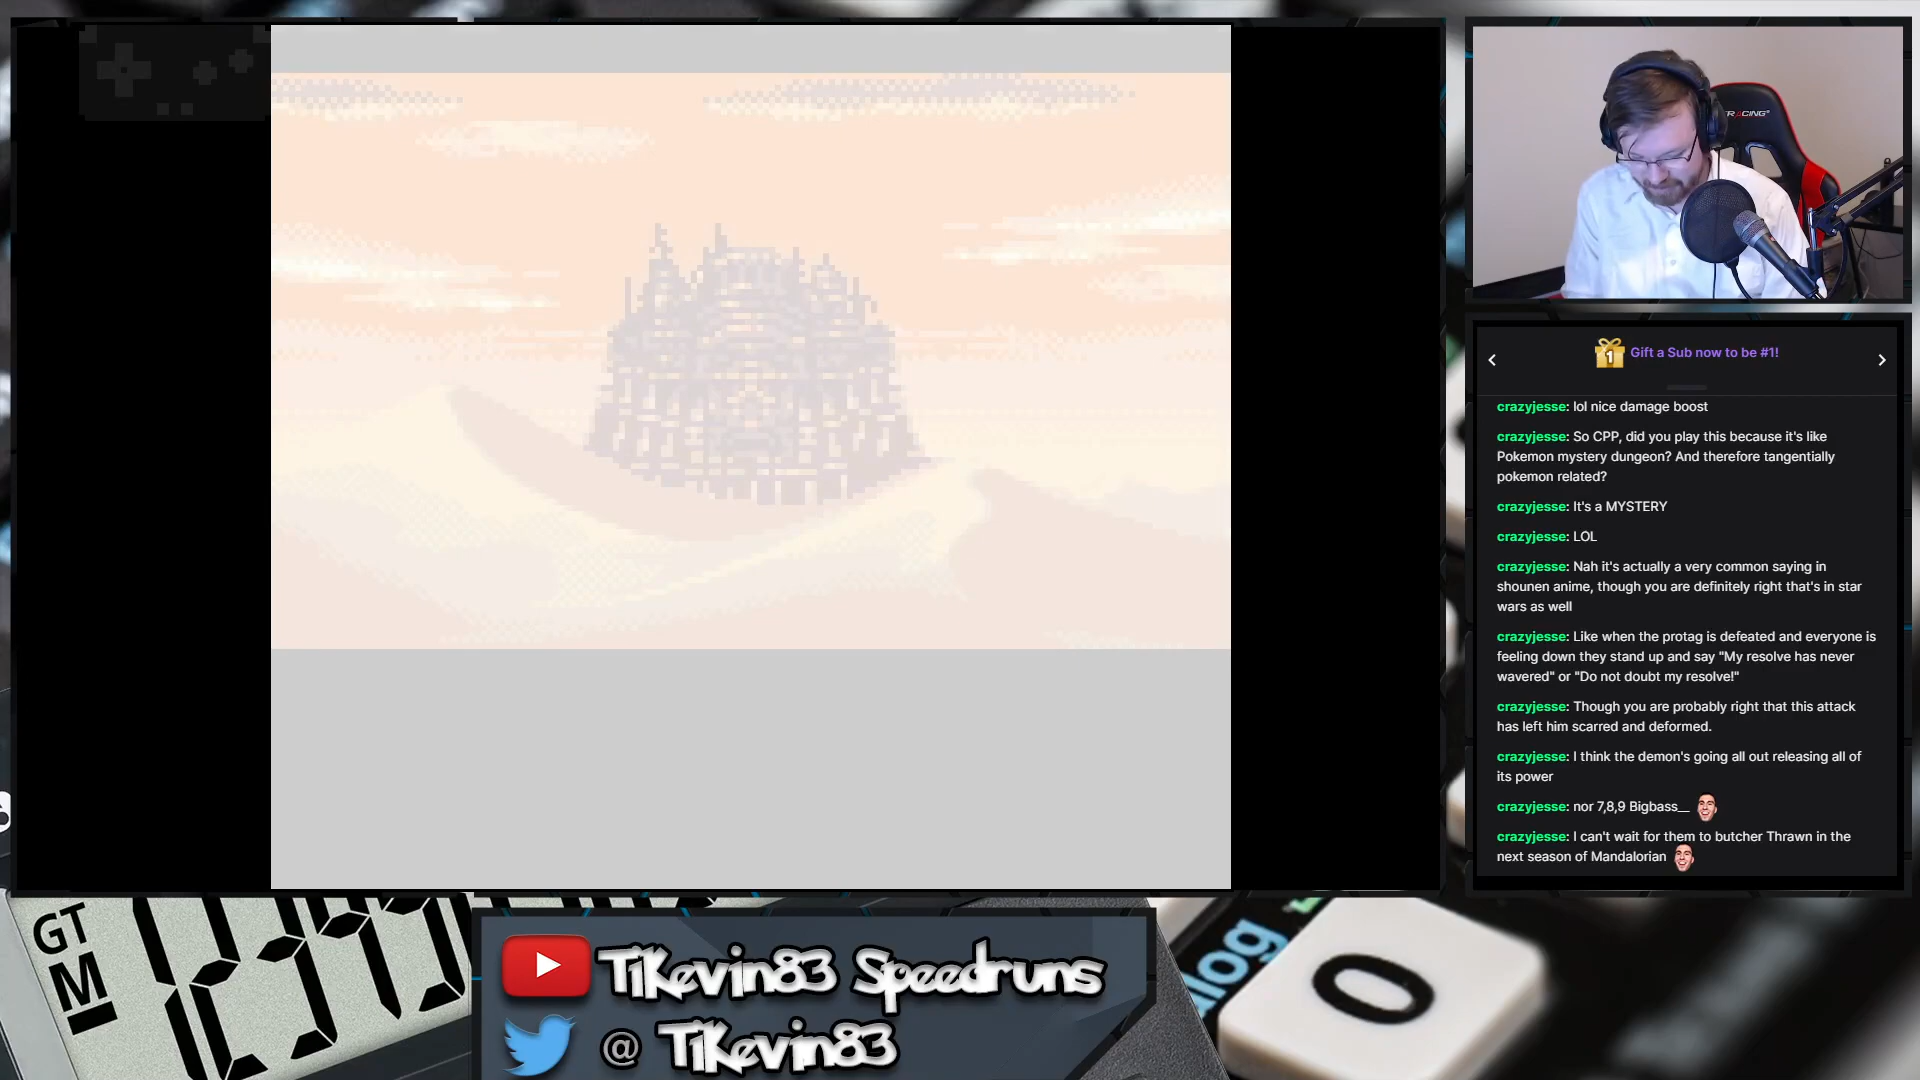 RACING
1
Gift a Sub now to be #1!
crazyjesse: lol nice damage boost
crazyjesse: So CPP, did you play this because it's like
Pokemon mystery dungeon? And therefore tangentially
pokemon related?
crazyjesse: It's a MYSTERY
crazyjesse: LOL
crazyjesse: Nah it's actually a very common saying in
shounen anime, though you are definitely right that's in star
wars as well
crazyjesse: Like when the protag is defeated and everyone is
feeling down they stand up and say "My resolve has never
wavered" or "Do not doubt my resolve!"
crazyjesse: Though you are probably right that this attack
has left him scarred and deformed.
crazyjesse: I think the demon's going all out releasing all of
its power
crazyjesse: nor 7,8,9 Bigbass__
crazyjesse: I can't wait for them to butcher Thrawn in the
next season of Mandalorian
GT
M
TiKevin83 Speedruns
@ TiKevin83
alog
0